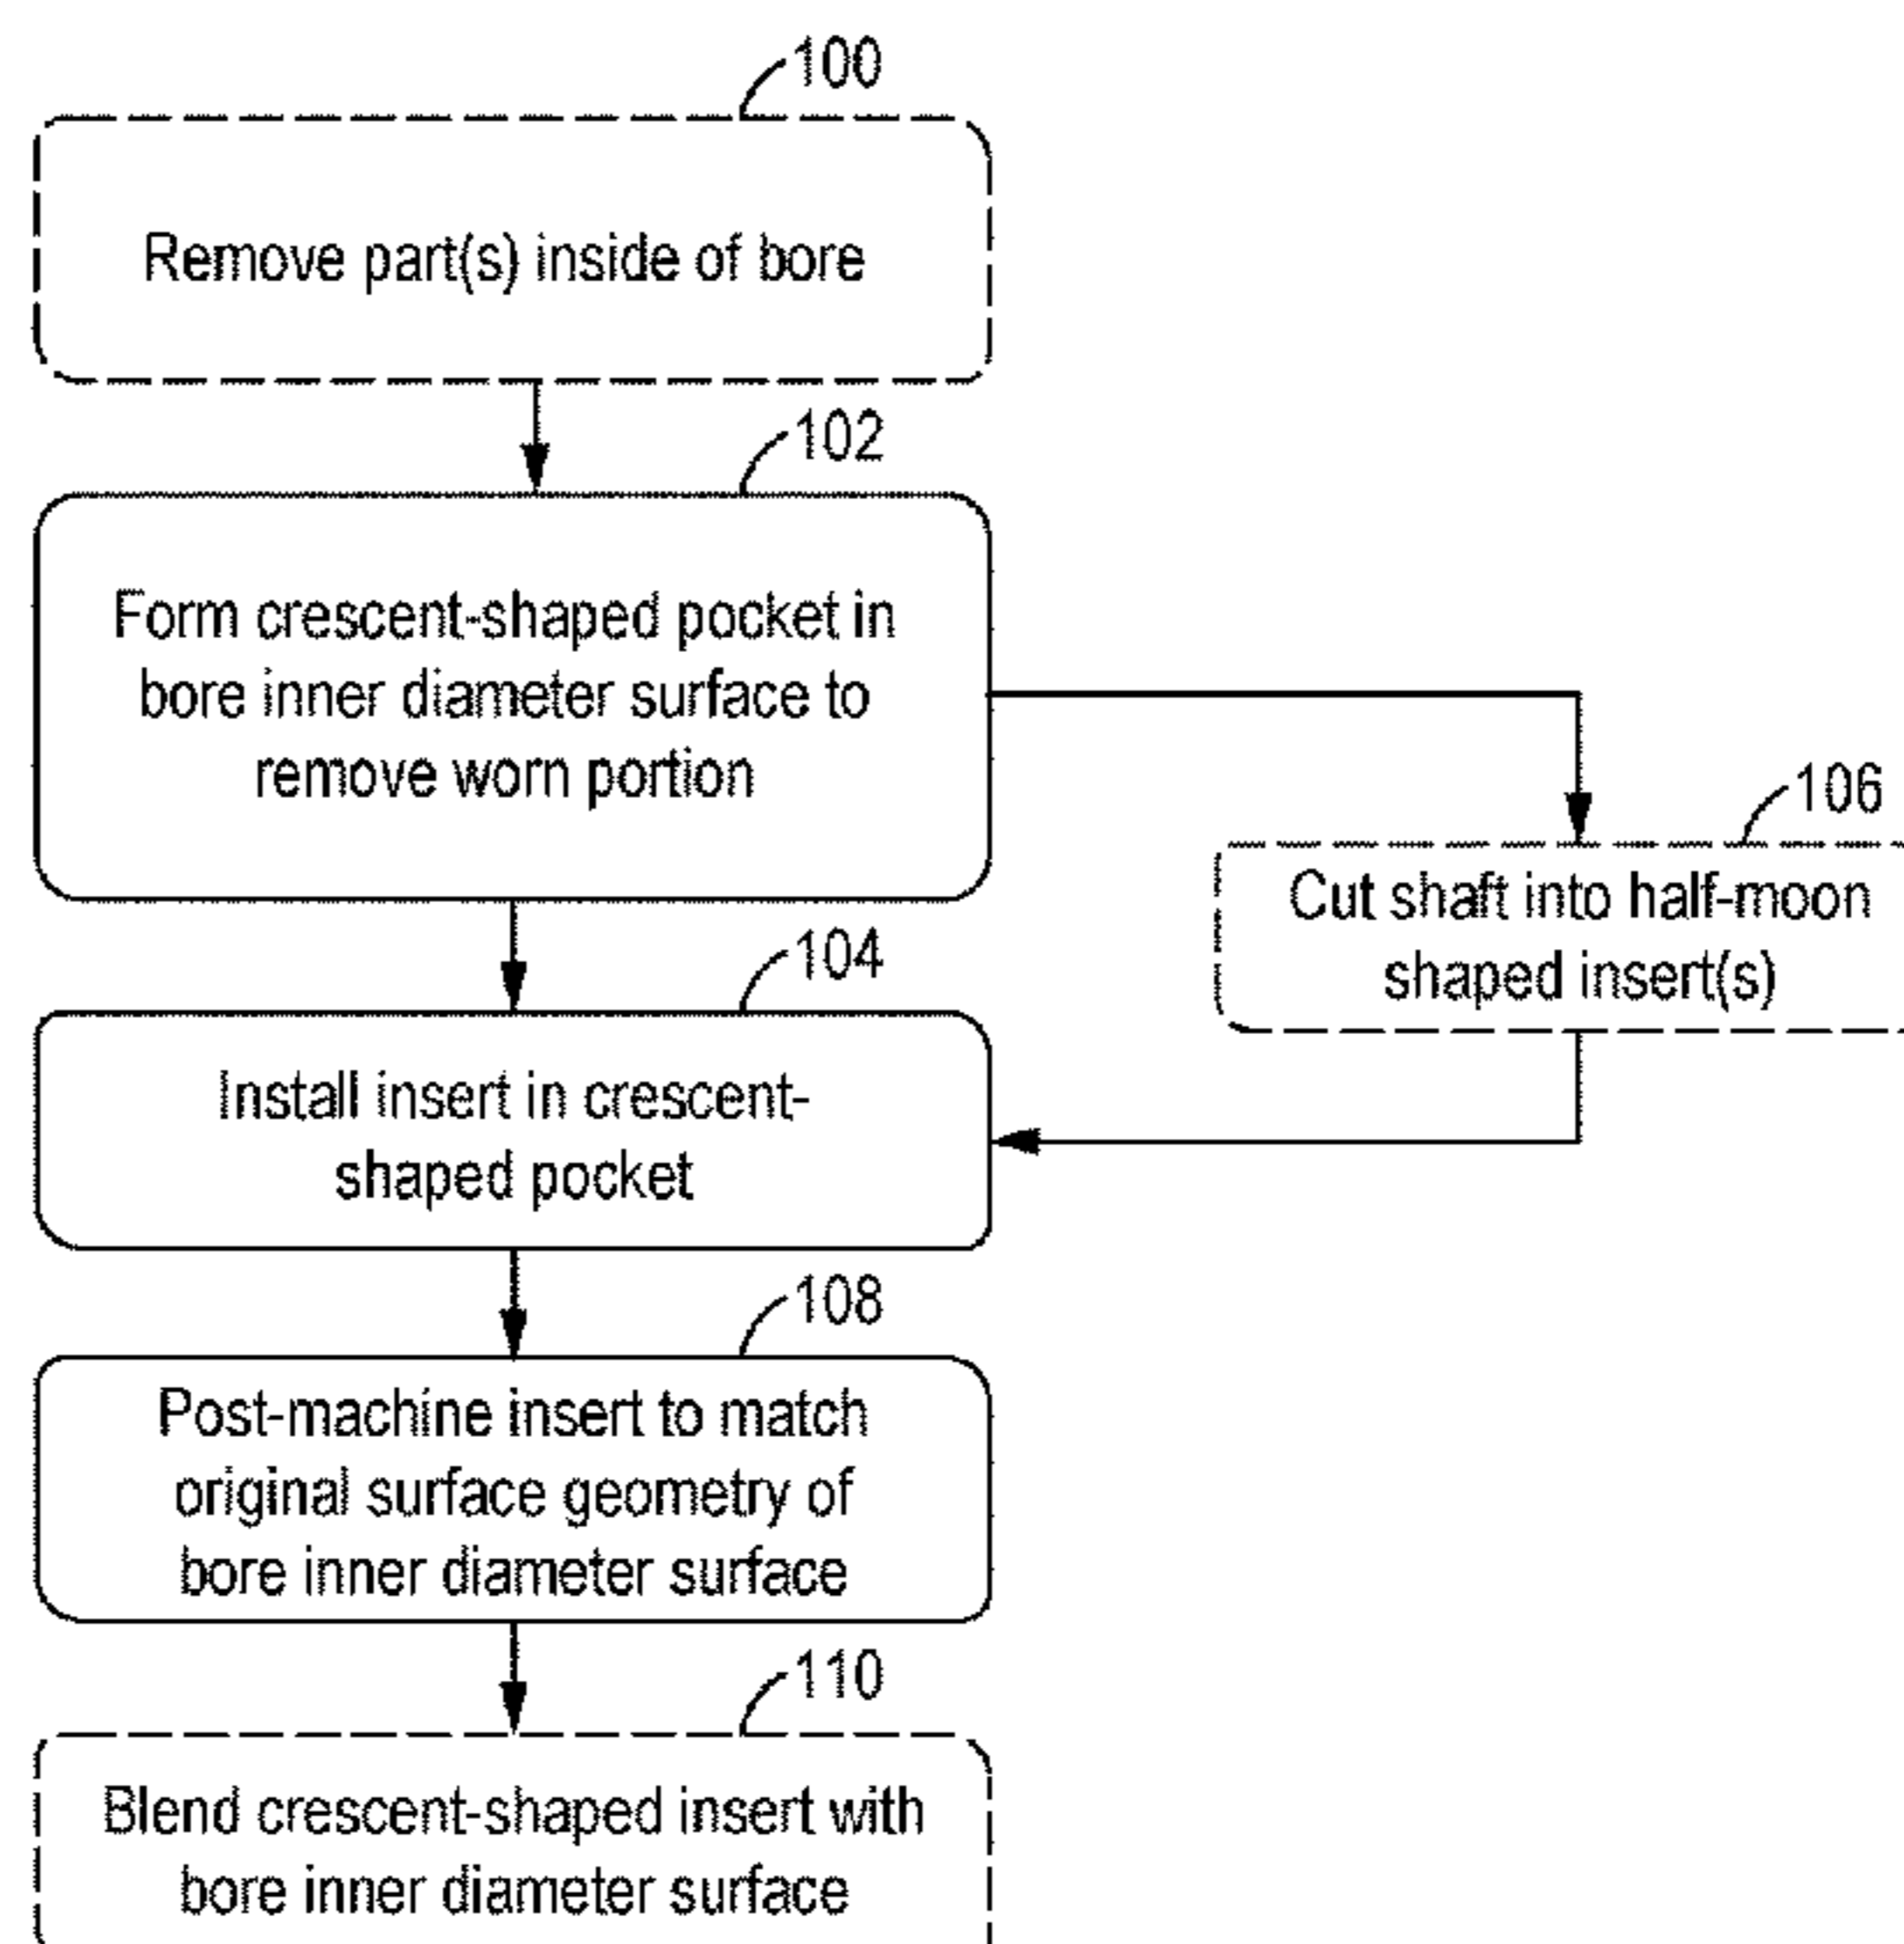 100
Remove part(s) inside of bore
102
Form crescent-shaped pocket in
bore inner diameter surface to
remove worn portion
106
Cut shaft into half-moon
shaped insert(s)
104
Install insert in crescent-
shaped pocket
108
Post-machine insert to match
original surface geometry of
bore inner diameter surface
110
Blend crescent-shaped insert with
bore inner diameter surface